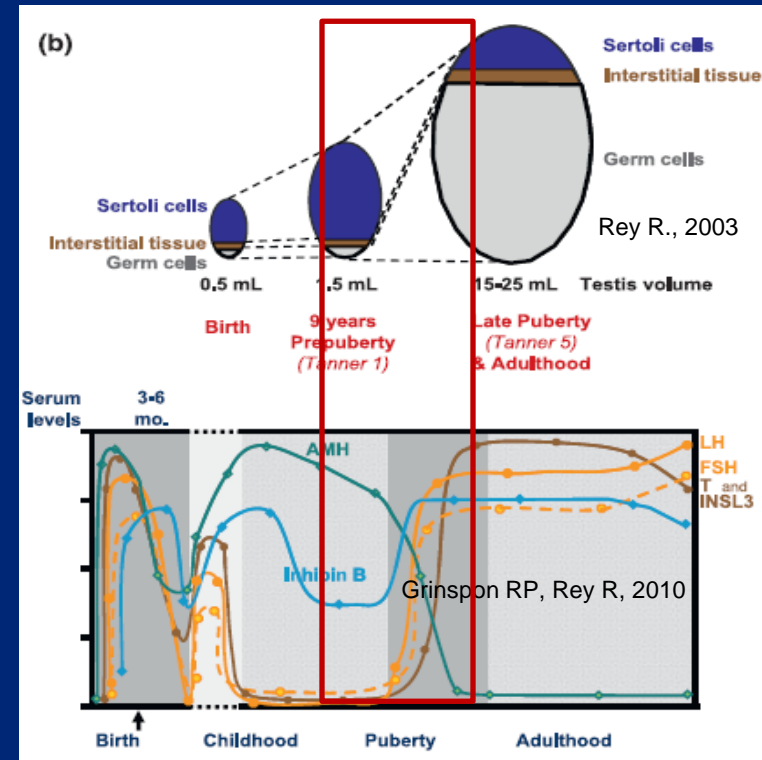 (b)
Sertoli cells
Interstitial tissue
Germ cells
Rey R., 2003
Sertoli cells
Interstitial tissue
Germ cells
0.5 mL
1.5 mL
15-25 mL
Testis volume
Birth
9 years
Prepuberty
(Tanner 1)
Late Puberty
(Tanner 5)
& Adulthood
Serum
levels
3-6
mo.
AMH
LH
FSH
T and
INSL3
Inhibin B
Grinspon RP, Rey R, 2010
Birth
Childhood
Puberty
Adulthood